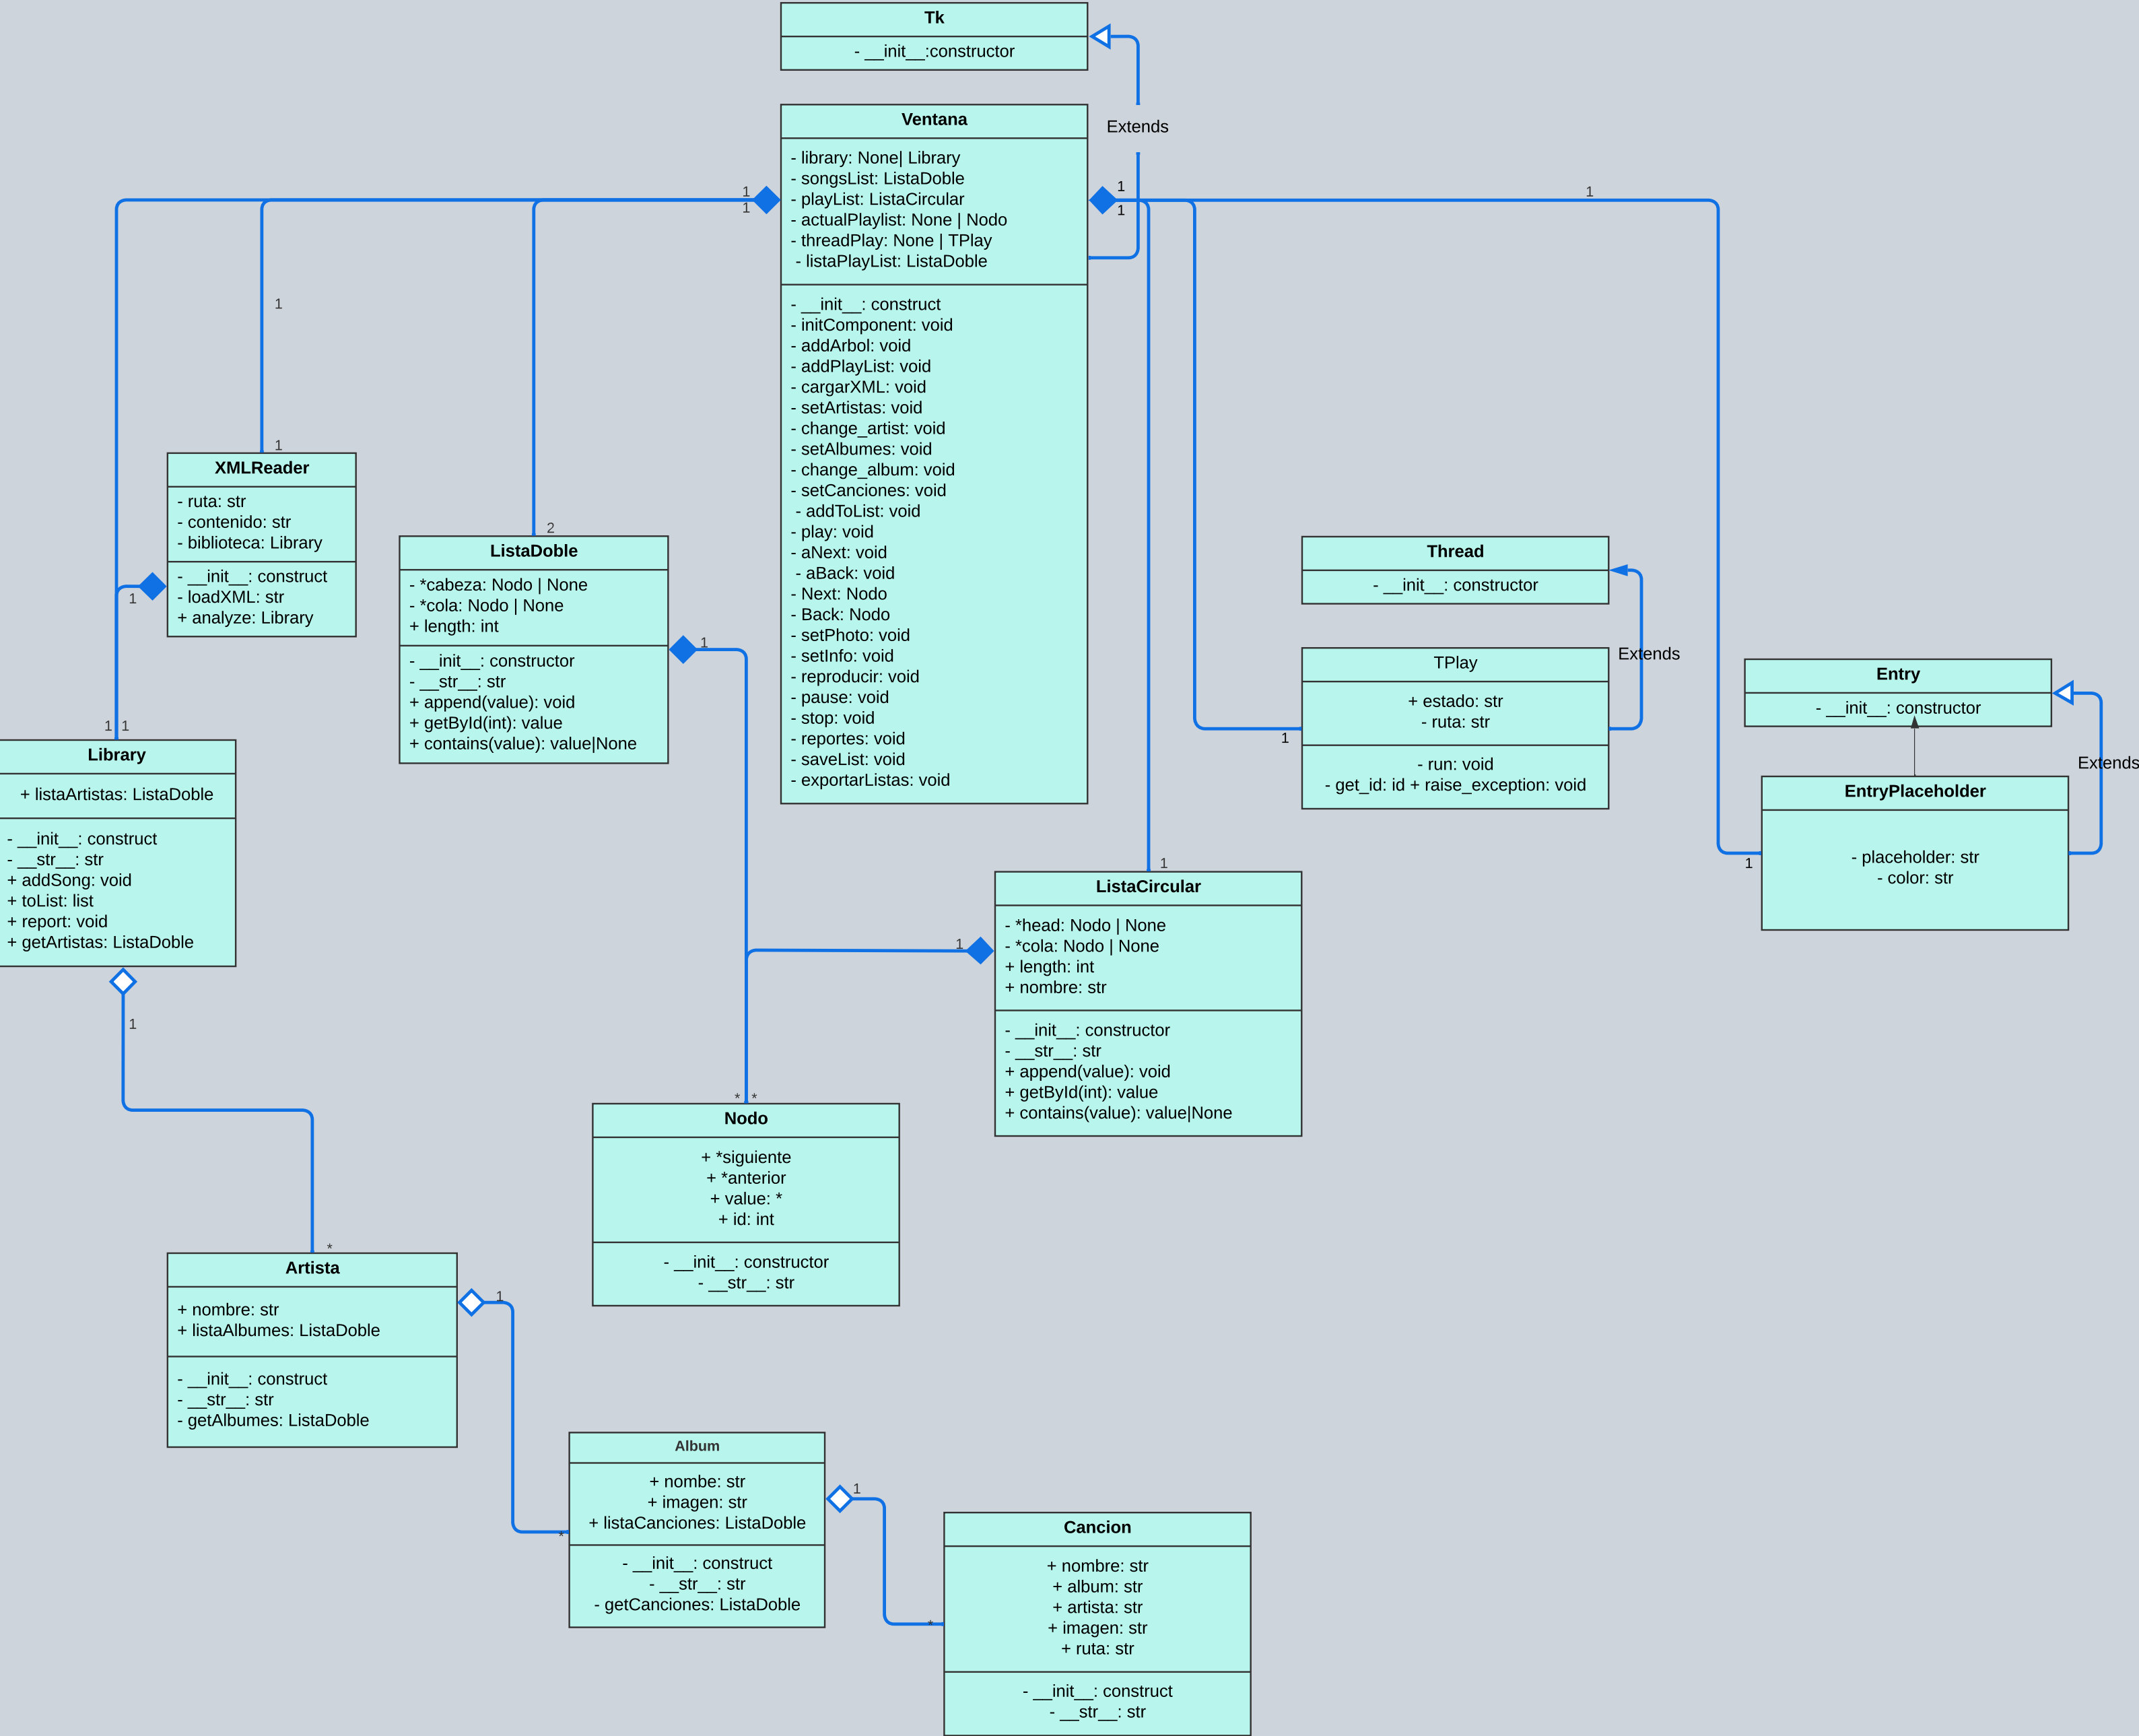 Tk
- __init__:constructor
Extends
Ventana
- library: None| Library
- songsList: ListaDoble
- playList: ListaCircular
- actualPlaylist: None | Nodo
- threadPlay: None | TPlay
- listaPlayList: ListaDoble
- __init__: construct
- initComponent: void
- addArbol: void
- addPlayList: void
- cargarXML: void
- setArtistas: void
- change_artist: void
- setAlbumes: void
- change_album: void
- setCanciones: void
- addToList: void
- play: void
- aNext: void
- aBack: void
- Next: Nodo
- Back: Nodo
- setPhoto: void
- setInfo: void
- reproducir: void
- pause: void
- stop: void
- reportes: void
- saveList: void
- exportarListas: void
1
1
1
1
1
1
1
XMLReader
- ruta: str
- contenido: str
- biblioteca: Library
- __init__: construct
- loadXML: str
+ analyze: Library
1
2
ListaDoble
- *cabeza: Nodo | None
- *cola: Nodo | None
+ length: int
- __init__: constructor
- __str__: str
+ append(value): void
+ getById(int): value
+ contains(value): value|None
1
Thread
- __init__: constructor
Extends
TPlay
+ estado: str
- ruta: str
- run: void
- get_id: id + raise_exception: void
1
Entry
- __init__: constructor
Extends
EntryPlaceholder
- placeholder: str
- color: str
1
1 1
Library
+ listaArtistas: ListaDoble
- __init__: construct
- __str__: str
+ addSong: void
+ toList: list
+ report: void
+ getArtistas: ListaDoble
1
1
ListaCircular
- *head: Nodo | None
- *cola: Nodo | None
+ length: int
+ nombre: str
- __init__: constructor
- __str__: str
+ append(value): void
+ getById(int): value
+ contains(value): value|None
1
* *
Nodo
+ *siguiente
+ *anterior
+ value: *
+ id: int
- __init__: constructor
- __str__: str
*
Artista
+ nombre: str
+ listaAlbumes: ListaDoble
- __init__: construct
- __str__: str
- getAlbumes: ListaDoble
1
*
Album
+ nombe: str
+ imagen: str
+ listaCanciones: ListaDoble
- __init__: construct
- __str__: str
- getCanciones: ListaDoble
1
*
Cancion
+ nombre: str
+ album: str
+ artista: str
+ imagen: str
+ ruta: str
- __init__: construct
- __str__: str